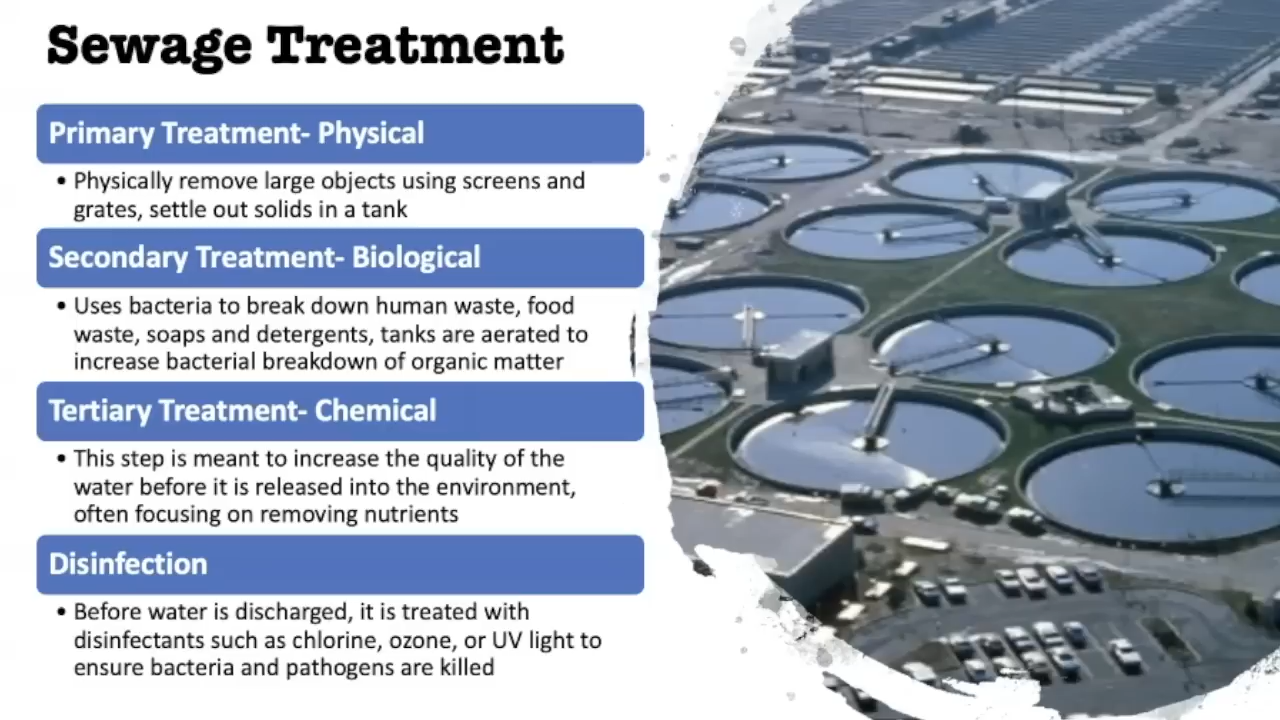 Sewage Treatment
Primary Treatment- Physical
• Physically remove large objects using screens and
grates, settle out solids in a tank
Secondary Treatment- Biological
• Uses bacteria to break down human waste, food
waste, soaps and detergents, tanks are aerated to
increase bacterial breakdown of organic matter
Tertiary Treatment- Chemical
• This step is meant to increase the quality of the
water before it is released into the environment,
often focusing on removing nutrients
Disinfection
• Before water is discharged, it is treated with
disinfectants such as chlorine, ozone, or UV light to
ensure bacteria and pathogens are killed